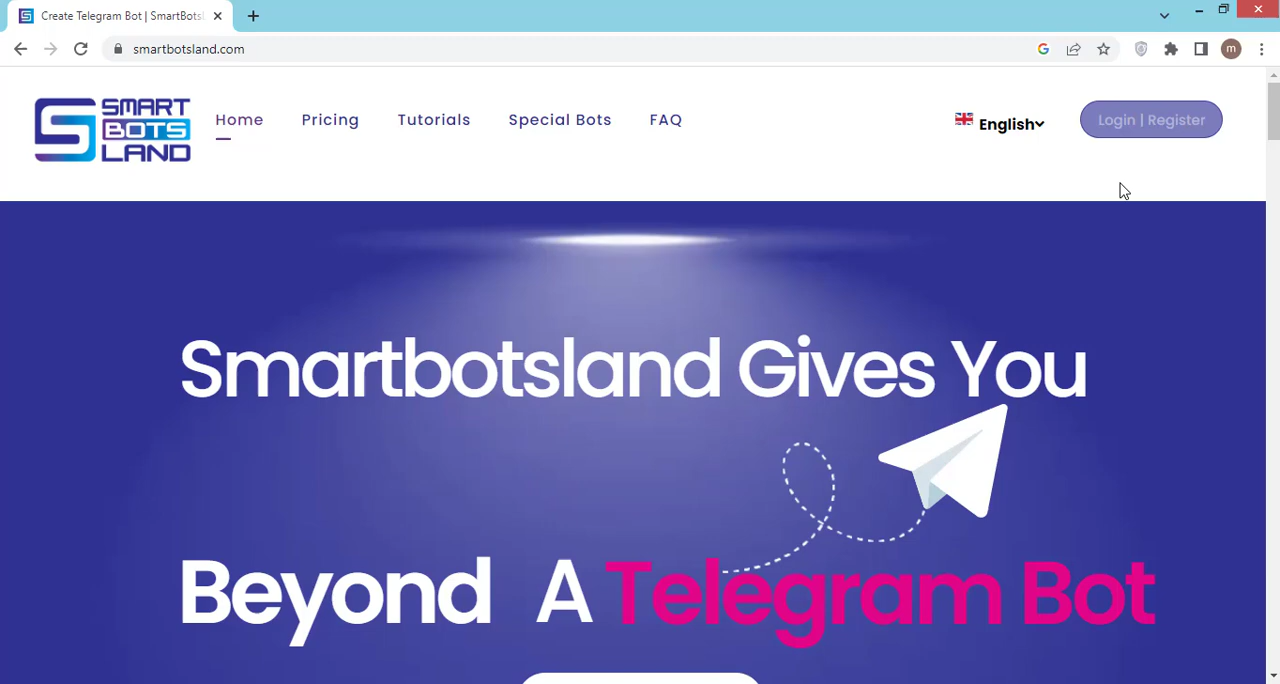 Create Telegram Bot | SmartBotsl
smartbotsland.com
m
SMART
BOTS
LAND
Home
Pricing
Tutorials
Special Bots
FAQ
English
Login | Register
Smartbotsland Gives You
Beyond A Telegram Bot